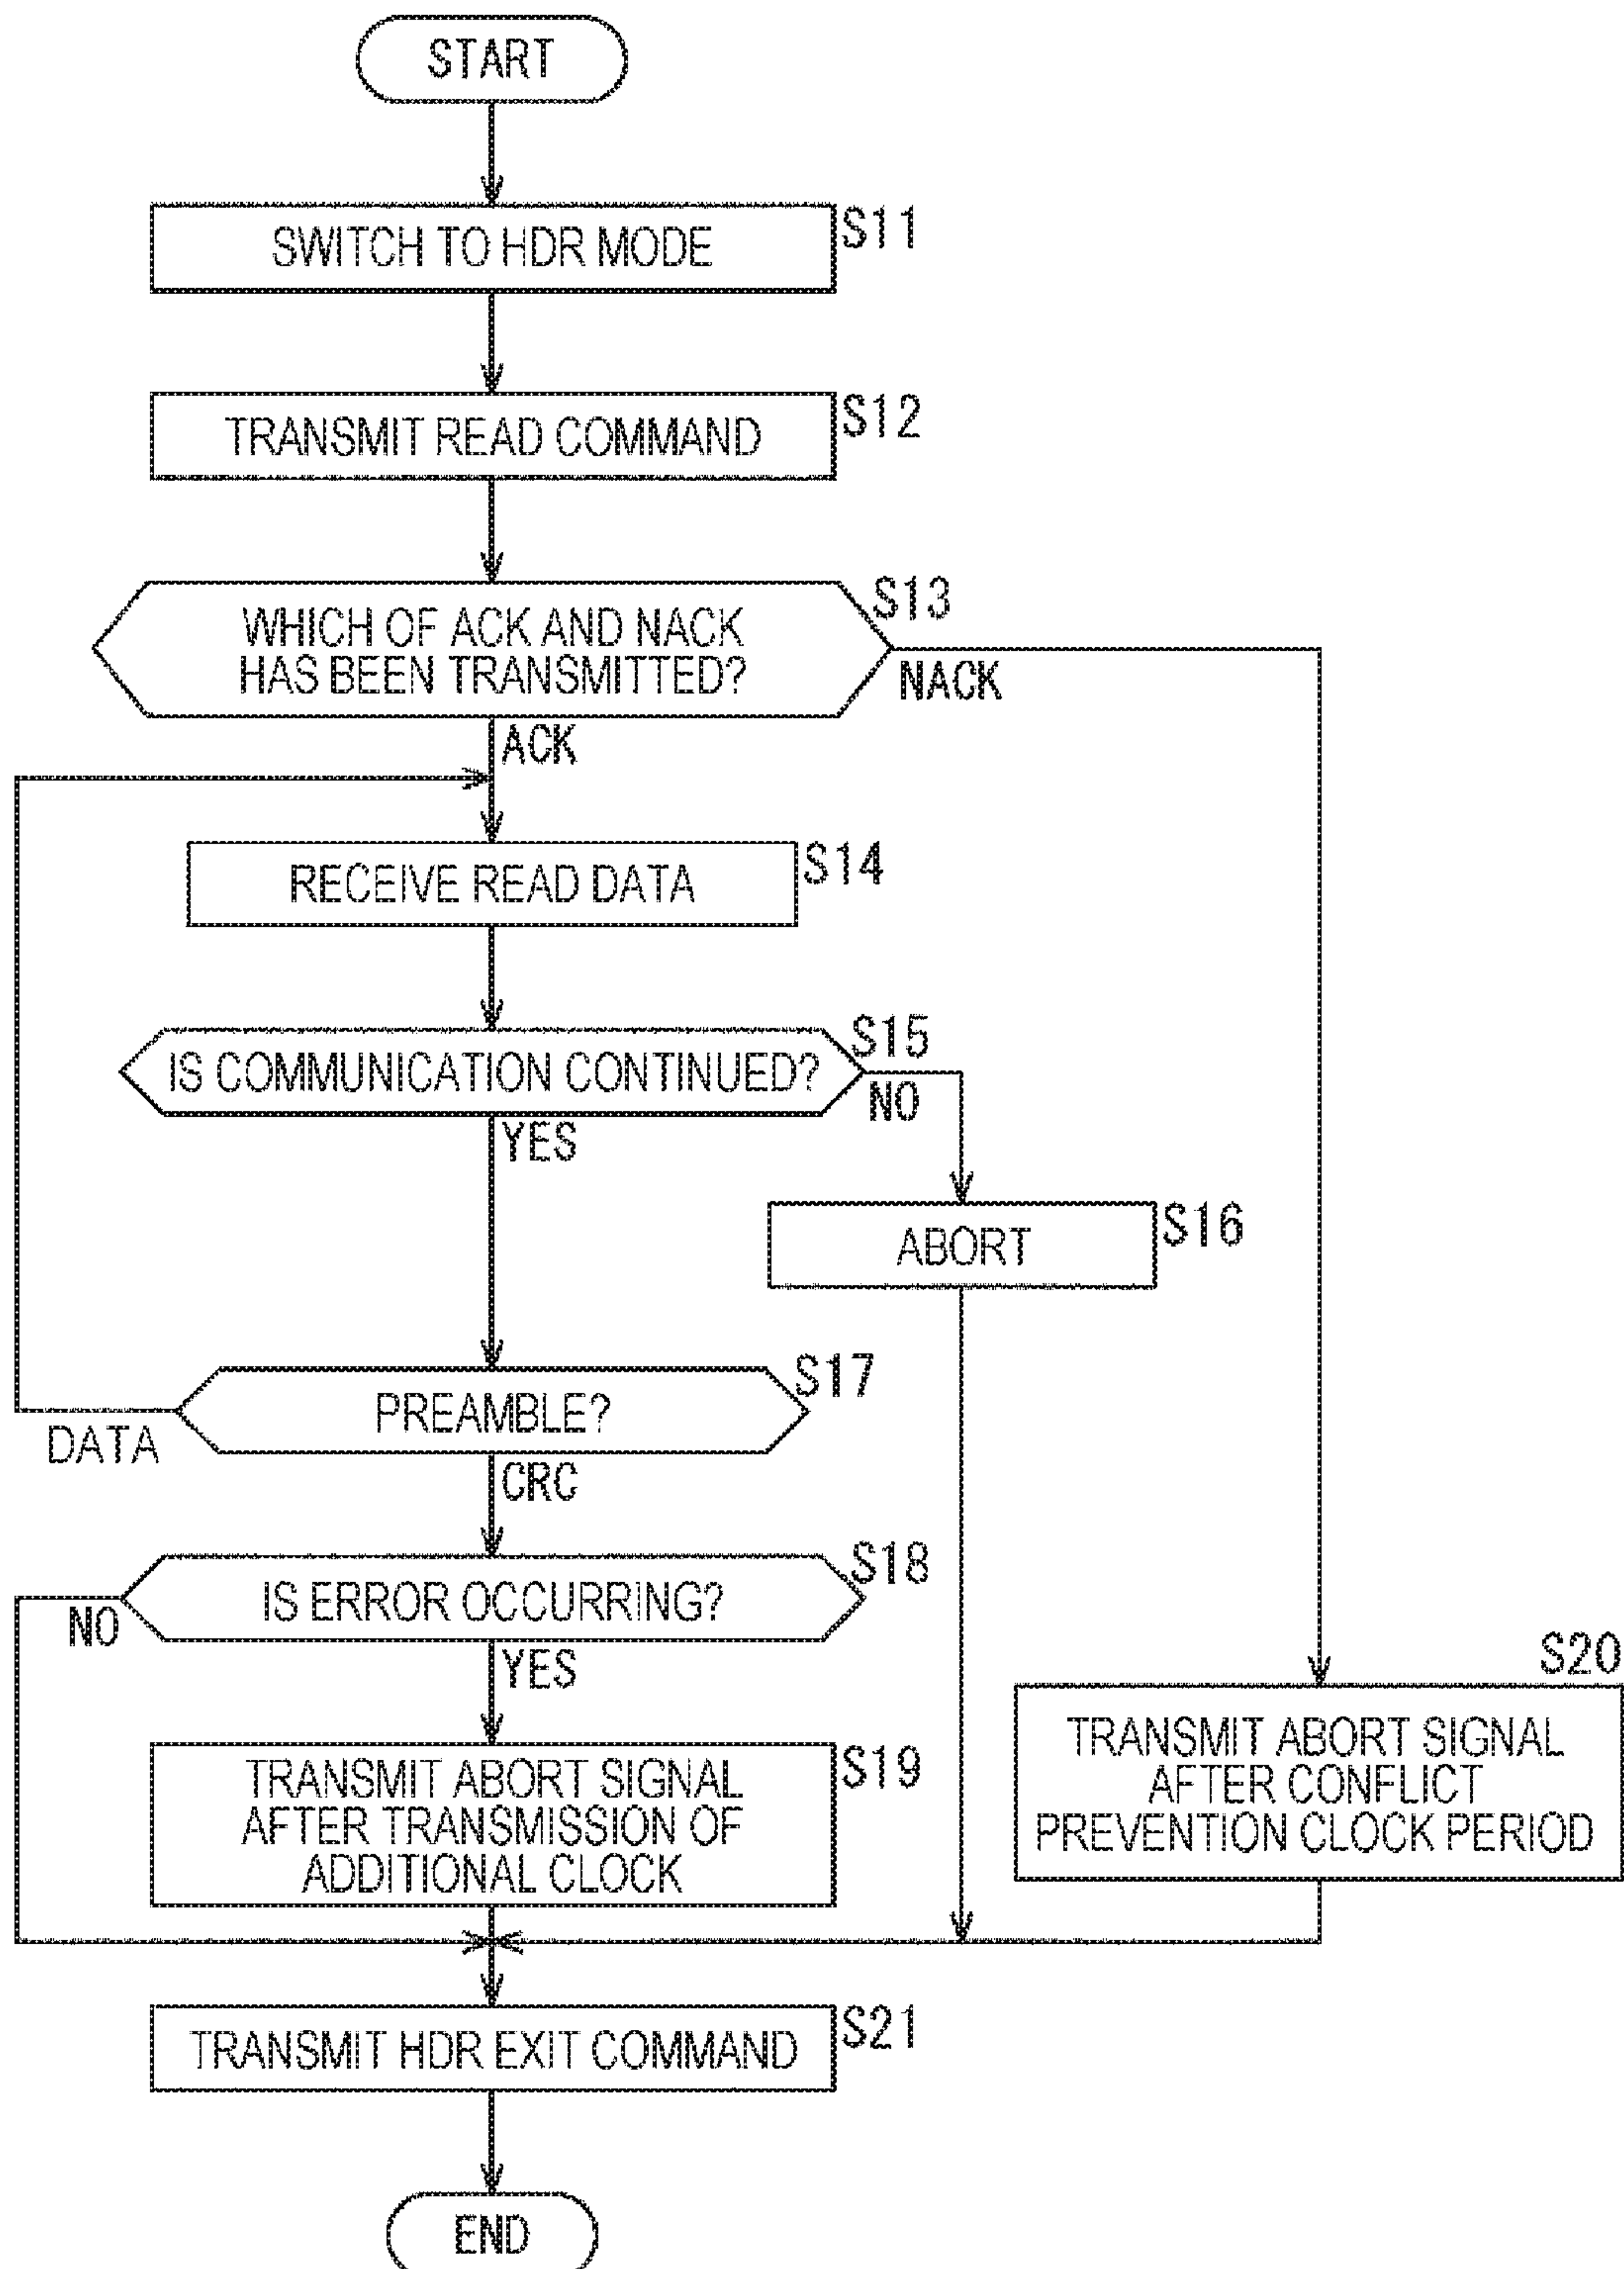 START
SWITCH TO HDR MODE
S11
TRANSMIT READ COMMAND
S12
WHICH OF ACK AND NACK
HAS BEEN TRANSMITTED?
S13
NACK
ACK
RECEIVE READ DATA
S14
IS COMMUNICATION CONTINUED?
S15
NO
YES
ABORT
S16
PREAMBLE?
S17
DATA
CRC
IS ERROR OCCURRING?
S18
NO
YES
TRANSMIT ABORT SIGNAL
AFTER TRANSMISSION OF
ADDITIONAL CLOCK
S19
S20
TRANSMIT ABORT SIGNAL
AFTER CONFLICT
PREVENTION CLOCK PERIOD
TRANSMIT HDR EXIT COMMAND
S21
END